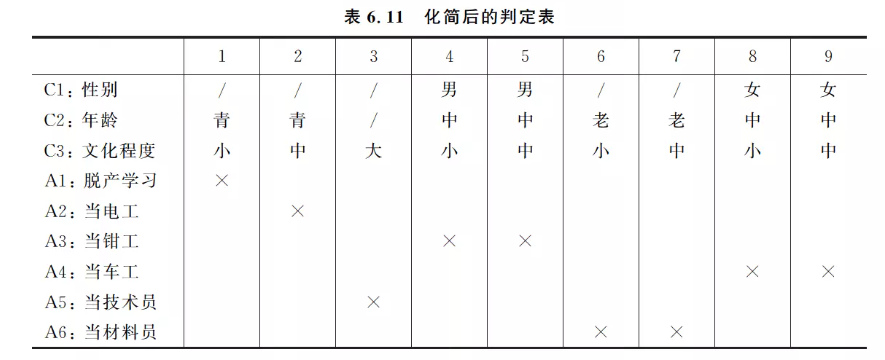 表 6.11 化简后的判定表
1 2 3 4 5 6 7 8 9
C1: 性别 / / / 男 男 / / 女 女
C2: 年龄 青 青 / 中 中 老 老 中 中
C3: 文化程度 小 中 大 小 中 小 中 小 中
A1: 脱产学习 ×
A2: 当电工 ×
A3: 当钳工 × ×
A4: 当车工 × ×
A5: 当技术员 ×
A6: 当材料员 × ×